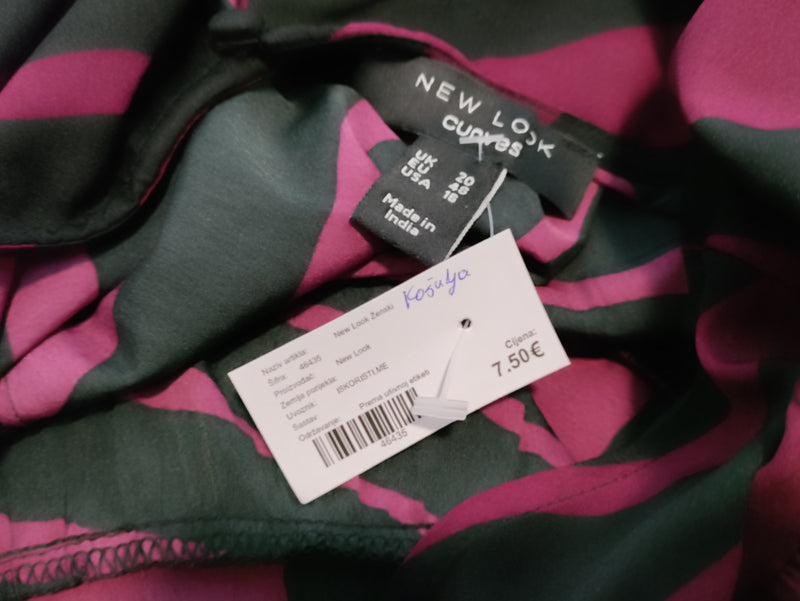 NEW LOOK
curves
UK 20
EU 48
USA 16
Made in
India
Košulja
Naziv artikla: New Look Ženski
Šifra: 46435
Proizvođač: New Look
Zemlja porijekla:
Uvoznik: ISKORISTI.ME
Sastav:
Održavanje: Prema ušivnoj etiketi
46435
Cijena:
7.50€